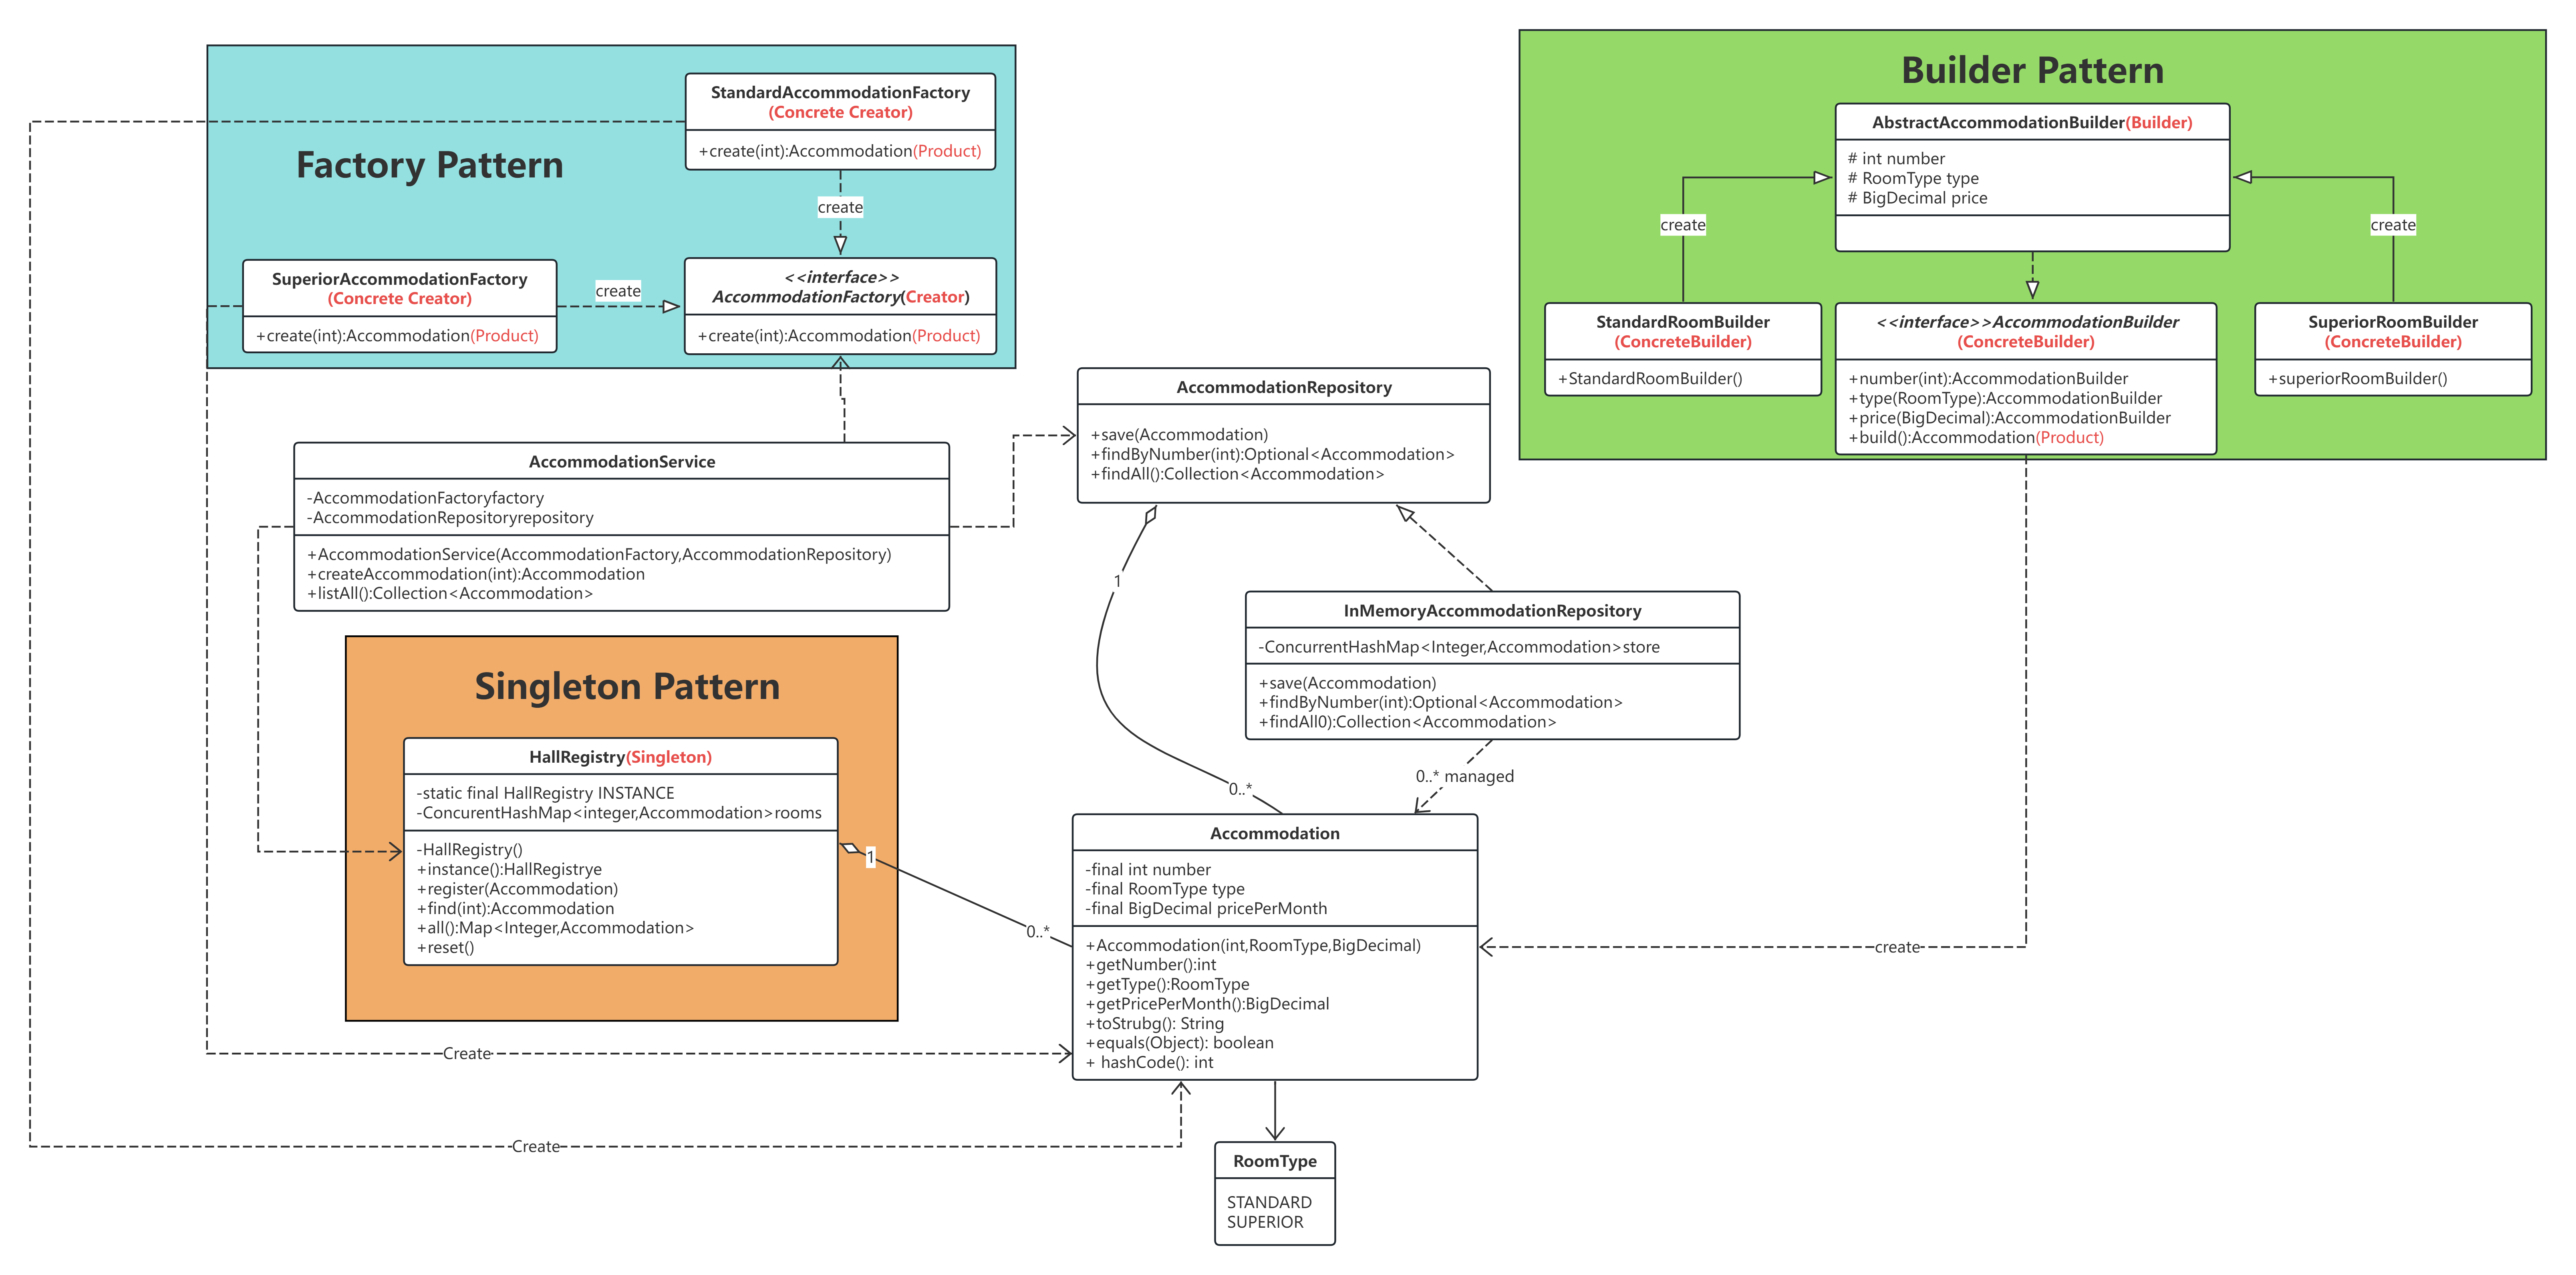 Factory Pattern
StandardAccommodationFactory
(Concrete Creator)
+create(int):Accommodation(Product)
create
SuperiorAccommodationFactory
(Concrete Creator)
+create(int):Accommodation(Product)
create
<<interface>>
AccommodationFactory(Creator)
+create(int):Accommodation(Product)
Builder Pattern
AbstractAccommodationBuilder(Builder)
# int number
# RoomType type
# BigDecimal price
create
create
StandardRoomBuilder
(ConcreteBuilder)
+StandardRoomBuilder()
<<interface>>AccommodationBuilder
(ConcreteBuilder)
+number(int):AccommodationBuilder
+type(RoomType):AccommodationBuilder
+price(BigDecimal):AccommodationBuilder
+build():Accommodation(Product)
SuperiorRoomBuilder
(ConcreteBuilder)
+superiorRoomBuilder()
AccommodationRepository
+save(Accommodation)
+findByNumber(int):Optional<Accommodation>
+findAll():Collection<Accommodation>
AccommodationService
-AccommodationFactoryfactory
-AccommodationRepositoryrepository
+AccommodationService(AccommodationFactory,AccommodationRepository)
+createAccommodation(int):Accommodation
+listAll():Collection<Accommodation>
1
InMemoryAccommodationRepository
-ConcurrentHashMap<Integer,Accommodation>store
+save(Accommodation)
+findByNumber(int):Optional<Accommodation>
+findAll0):Collection<Accommodation>
0..* managed
0..*
Singleton Pattern
HallRegistry(Singleton)
-static final HallRegistry INSTANCE
-ConcurentHashMap<integer,Accommodation>rooms
-HallRegistry()
+instance():HallRegistrye
+register(Accommodation)
+find(int):Accommodation
+all():Map<Integer,Accommodation>
+reset()
1
0..*
Accommodation
-final int number
-final RoomType type
-final BigDecimal pricePerMonth
+Accommodation(int,RoomType,BigDecimal)
+getNumber():int
+getType():RoomType
+getPricePerMonth():BigDecimal
+toStrubg(): String
+equals(Object): boolean
+ hashCode(): int
create
Create
Create
RoomType
STANDARD
SUPERIOR